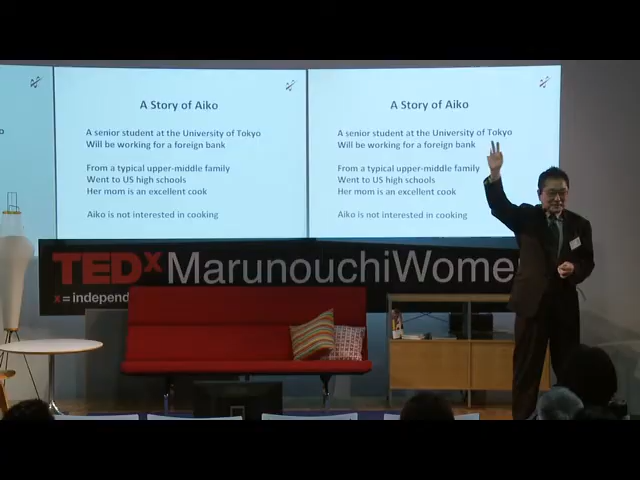 A Story of Aiko
A senior student at the University of Tokyo
Will be working for a foreign bank
From a typical upper-middle family
Went to US high schools
Her mom is an excellent cook
Aiko is not interested in cooking
A Story of Aiko
A senior student at the University of Tokyo
Will be working for a foreign bank
From a typical upper-middle family
Went to US high schools
Her mom is an excellent cook
Aiko is not interested in cooking
TEDx MarunouchiWome
x = independ